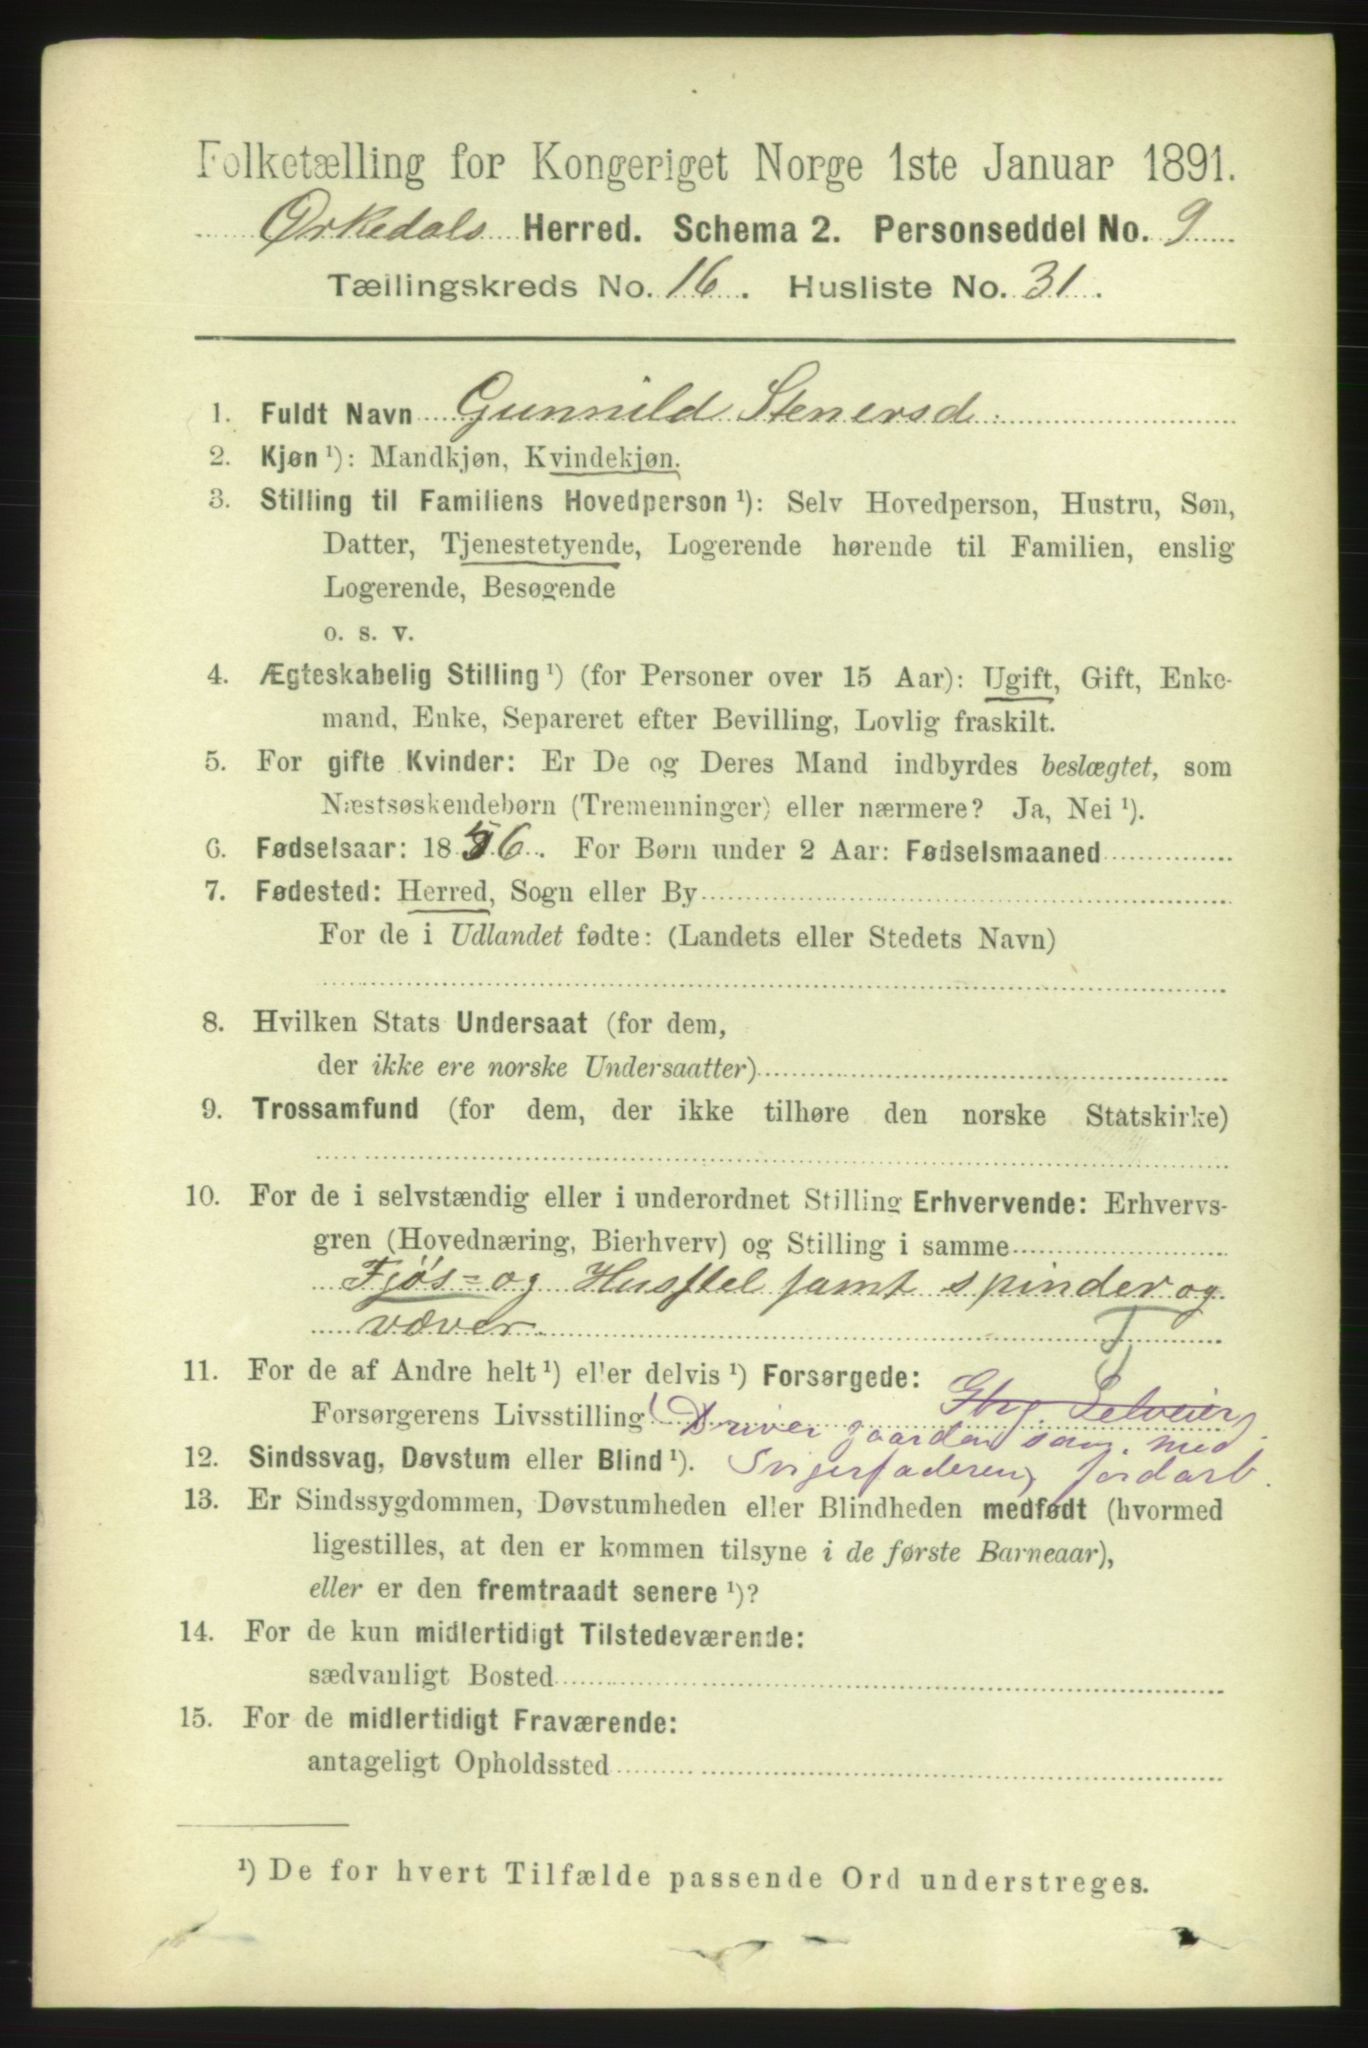 Folketælling for Kongeriget Norge 1ste Januar 1891.
Ørkedals Herred. Schema 2. Personseddel No. 9
Tællingskreds No. 16. Husliste No. 31.
1. Fuldt Navn Gunnild Stenersd.
2. Kjøn ¹): Mandkjøn, Kvindekjøn.
3. Stilling til Familiens Hovedperson ¹): Selv Hovedperson, Hustru, Søn,
Datter, Tjenestetyende, Logerende hørende til Familien, enslig
Logerende, Besøgende
o. s. v.
4. Ægteskabelig Stilling ¹) (for Personer over 15 Aar): Ugift, Gift, Enke-
mand, Enke, Separeret efter Bevilling, Lovlig fraskilt.
5. For gifte Kvinder: Er De og Deres Mand indbyrdes beslægtet, som
Næstsøskendebørn (Tremenninger) eller nærmere? Ja, Nei ¹).
6. Fødselsaar: 1856. For Børn under 2 Aar: Fødselsmaaned
7. Fødested: Herred, Sogn eller By
For de i Udlandet fødte: (Landets eller Stedets Navn)
8. Hvilken Stats Undersaat (for dem,
der ikke ere norske Undersaatter)
9. Trossamfund (for dem, der ikke tilhøre den norske Statskirke)
10. For de i selvstændig eller i underordnet Stilling Erhvervende: Erhvervs-
gren (Hovednæring, Bierhverv) og Stilling i samme
Fjøs- og Husstel samt spinder og
væver. T
11. For de af Andre helt ¹) eller delvis ¹) Forsørgede:
Gbr. Selveier
Forsørgerens Livsstilling (Driver gaarden sam. med
12. Sindssvag, Døvstum eller Blind ¹). Svigerfaderen, jordarb.
13. Er Sindssygdommen, Døvstumheden eller Blindheden medfødt (hvormed
ligestilles, at den er kommen tilsyne i de første Barneaar),
eller er den fremtraadt senere ¹)?
14. For de kun midlertidigt Tilstedeværende:
sædvanligt Bosted
15. For de midlertidigt Fraværende:
antageligt Opholdssted
¹) De for hvert Tilfælde passende Ord understreges.